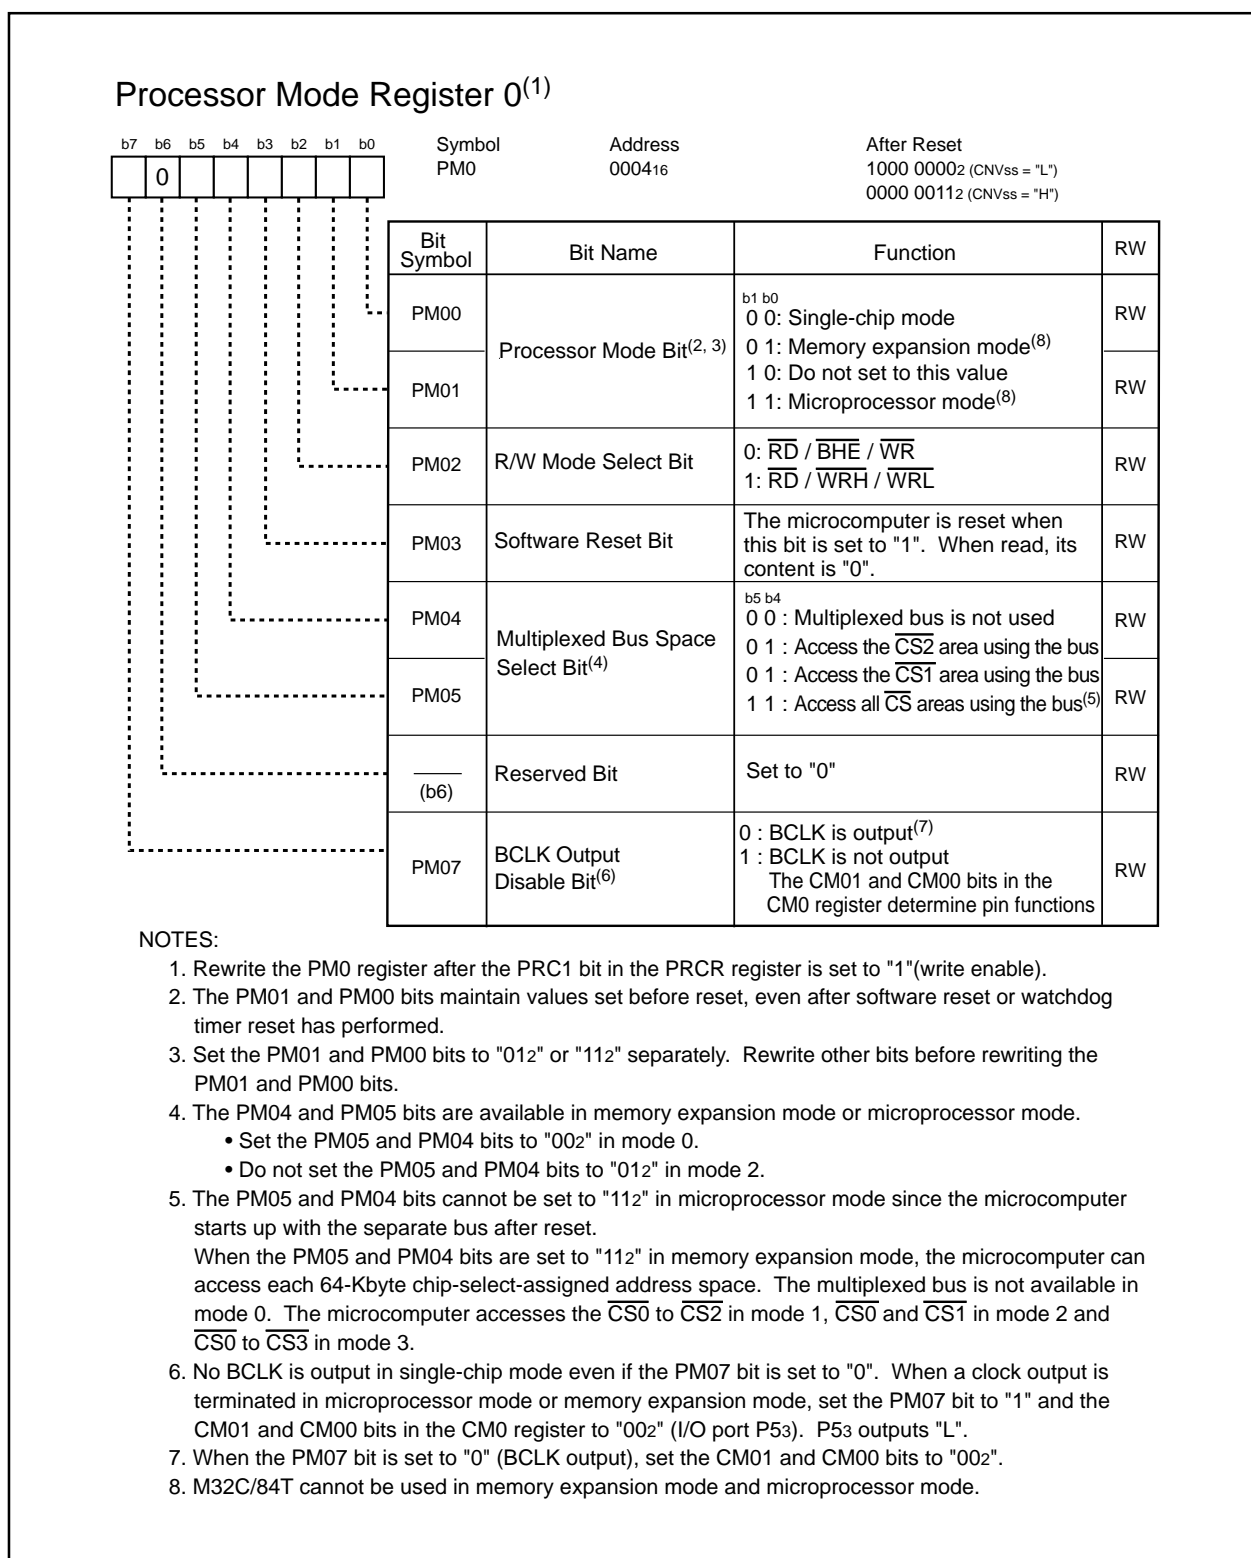 Processor Mode Register 0(1)
b7 b6 b5 b4 b3 b2 b1 b0
0
Symbol Address After Reset
PM0 000416 1000 00002 (CNVss = "L")
0000 00112 (CNVss = "H")
Bit Symbol Bit Name Function RW
PM00 RW
PM01 RW
Processor Mode Bit(2, 3)
b1 b0
0 0: Single-chip mode
0 1: Memory expansion mode(8)
1 0: Do not set to this value
1 1: Microprocessor mode(8)
PM02 R/W Mode Select Bit RW
0: R̅D̅ / B̅H̅E̅ / W̅R̅
1: R̅D̅ / W̅R̅H̅ / W̅R̅L̅
PM03 Software Reset Bit RW
The microcomputer is reset when
this bit is set to "1". When read, its
content is "0".
PM04 RW
PM05 RW
Multiplexed Bus Space
Select Bit(4)
b5 b4
0 0 : Multiplexed bus is not used
0 1 : Access the C̅S̅2̅ area using the bus
0 1 : Access the C̅S̅1̅ area using the bus
1 1 : Access all C̅S̅ areas using the bus(5)
(b6) Reserved Bit Set to "0" RW
PM07 RW
BCLK Output
Disable Bit(6)
0 : BCLK is output(7)
1 : BCLK is not output
The CM01 and CM00 bits in the
CM0 register determine pin functions
NOTES:
1. Rewrite the PM0 register after the PRC1 bit in the PRCR register is set to "1"(write enable).
2. The PM01 and PM00 bits maintain values set before reset, even after software reset or watchdog
timer reset has performed.
3. Set the PM01 and PM00 bits to "012" or "112" separately. Rewrite other bits before rewriting the
PM01 and PM00 bits.
4. The PM04 and PM05 bits are available in memory expansion mode or microprocessor mode.
• Set the PM05 and PM04 bits to "002" in mode 0.
• Do not set the PM05 and PM04 bits to "012" in mode 2.
5. The PM05 and PM04 bits cannot be set to "112" in microprocessor mode since the microcomputer
starts up with the separate bus after reset.
When the PM05 and PM04 bits are set to "112" in memory expansion mode, the microcomputer can
access each 64-Kbyte chip-select-assigned address space. The multiplexed bus is not available in
mode 0. The microcomputer accesses the C̅S̅0̅ to C̅S̅2̅ in mode 1, C̅S̅0̅ and C̅S̅1̅ in mode 2 and
C̅S̅0̅ to C̅S̅3̅ in mode 3.
6. No BCLK is output in single-chip mode even if the PM07 bit is set to "0". When a clock output is
terminated in microprocessor mode or memory expansion mode, set the PM07 bit to "1" and the
CM01 and CM00 bits in the CM0 register to "002" (I/O port P53). P53 outputs "L".
7. When the PM07 bit is set to "0" (BCLK output), set the CM01 and CM00 bits to "002".
8. M32C/84T cannot be used in memory expansion mode and microprocessor mode.